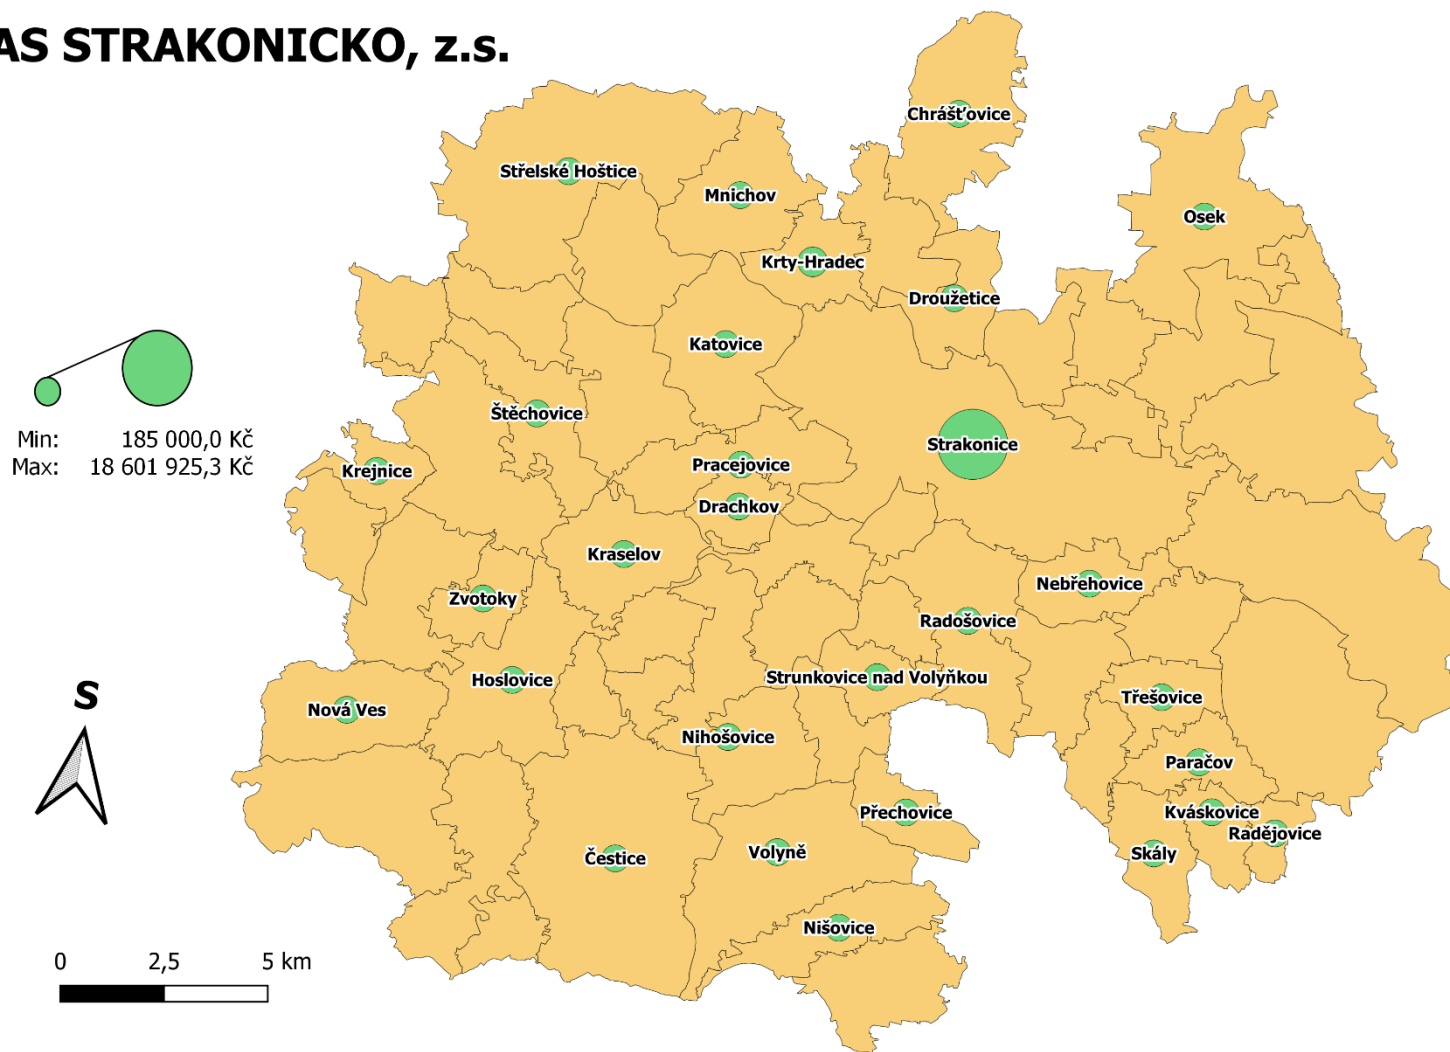 AS STRAKONICKO, z.s.
Chrášťovice
Střelské Hoštice
Mnichov
Osek
Krty-Hradec
Droužetice
Katovice
Štěchovice
Strakonice
Min: 185 000,0 Kč
Max: 18 601 925,3 Kč
Krejnice
Pracejovice
Drachkov
Kraselov
Nebřehovice
Zvotoky
Radošovice
Hoslovice
Strunkovice nad Volyňkou
S
Třešovice
Nová Ves
Nihošovice
Paračov
Přechovice
Kváskovice
Radějovice
Čestice
Volyně
Skály
Nišovice
0 2,5 5 km